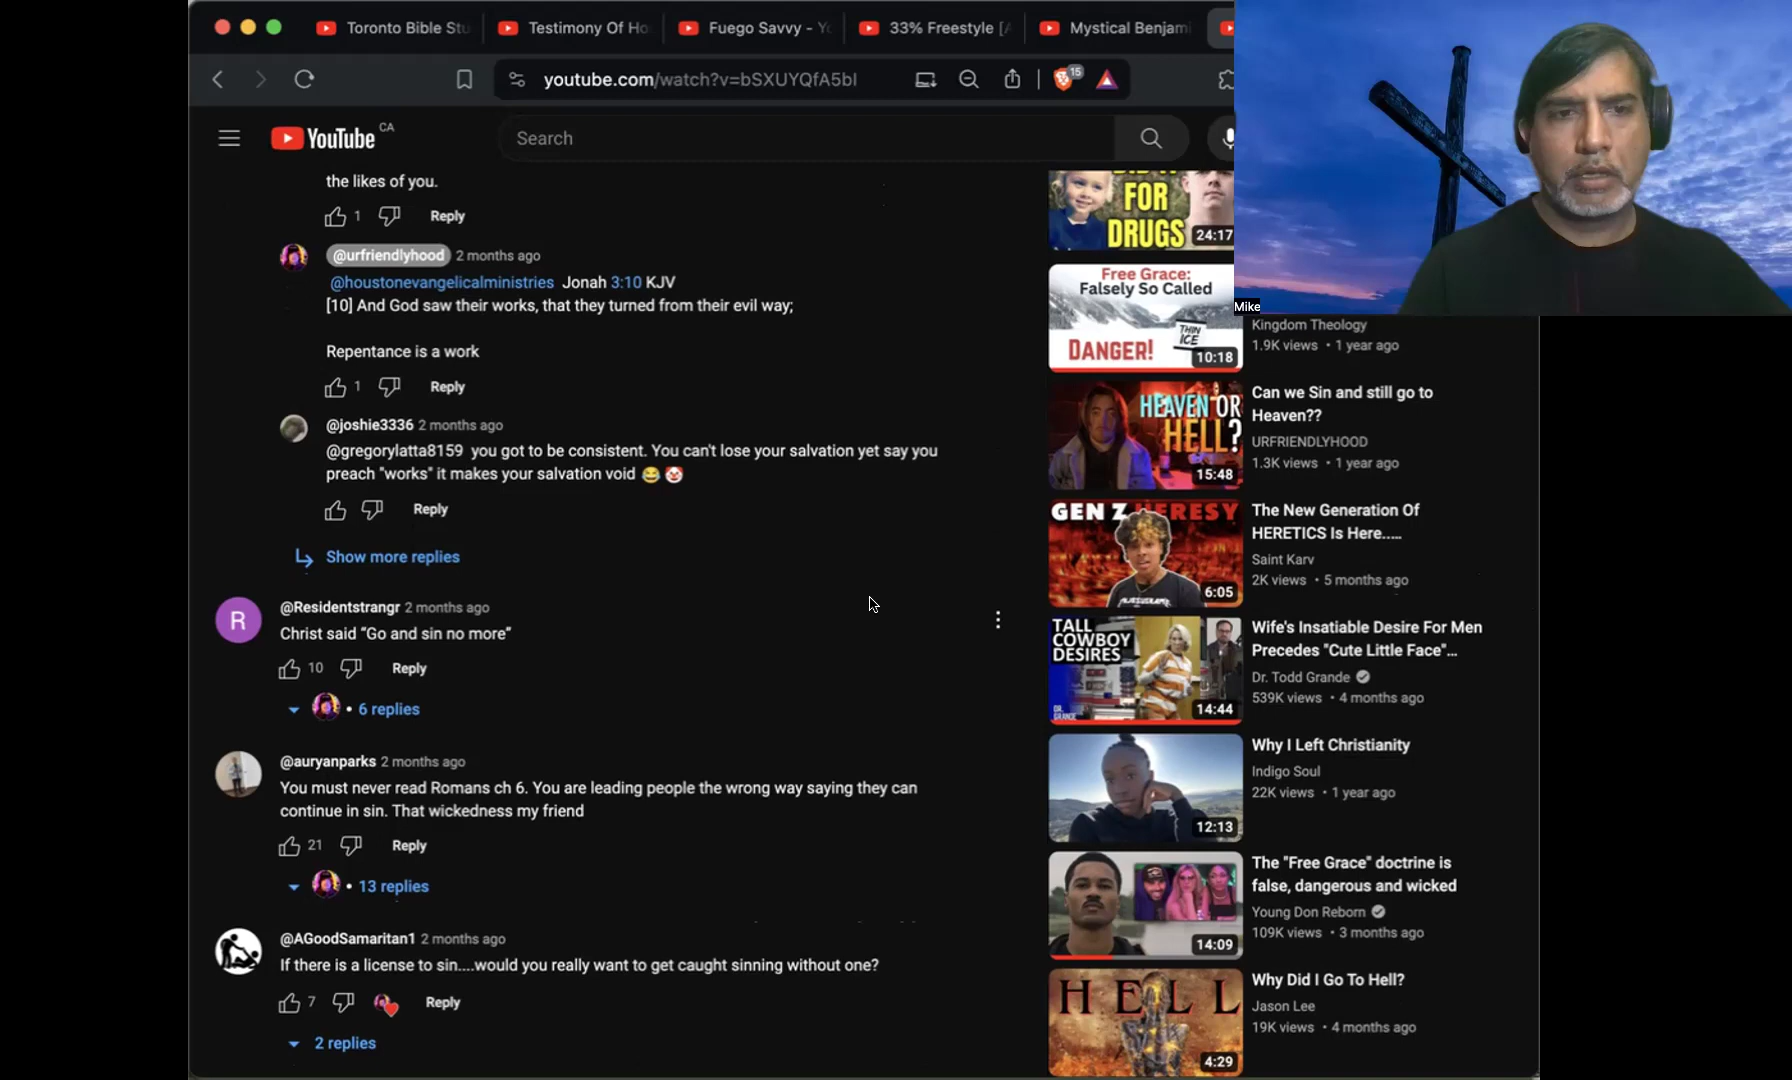 Toronto Bible Stu
Testimony Of Ho
Fuego Savvy - Yo
33% Freestyle [A
Mystical Benjami
youtube.com/watch?v=bSXUYQfA5bI
15
YouTube CA
Search
the likes of you.
1 Reply
@urfriendlyhood 2 months ago
@houstonevangelicalministries Jonah 3:10 KJV
[10] And God saw their works, that they turned from their evil way;
Repentance is a work
1 Reply
@joshie3336 2 months ago
@gregorylatta8159 you got to be consistent. You can't lose your salvation yet say you
preach "works" it makes your salvation void 😂 🤡
Reply
Show more replies
R
@Residentstrangr 2 months ago
Christ said “Go and sin no more”
10 Reply
• 6 replies
@auryanparks 2 months ago
You must never read Romans ch 6. You are leading people the wrong way saying they can
continue in sin. That wickedness my friend
21 Reply
• 13 replies
@AGoodSamaritan1 2 months ago
If there is a license to sin....would you really want to get caught sinning without one?
7 Reply
2 replies
FOR
DRUGS
24:17
Mike
Free Grace:
Falsely So Called
THIN
ICE
DANGER!
10:18
Kingdom Theology
1.9K views • 1 year ago
HEAVEN OR
HELL?
15:48
Can we Sin and still go to
Heaven??
URFRIENDLYHOOD
1.3K views • 1 year ago
GEN Z HERESY
6:05
The New Generation Of
HERETICS Is Here.....
Saint Karv
2K views • 5 months ago
TALL
COWBOY
DESIRES
DR.
GRANDE
14:44
Wife's Insatiable Desire For Men
Precedes "Cute Little Face"...
Dr. Todd Grande
539K views • 4 months ago
12:13
Why I Left Christianity
Indigo Soul
22K views • 1 year ago
14:09
The "Free Grace" doctrine is
false, dangerous and wicked
Young Don Reborn
109K views • 3 months ago
HELL
4:29
Why Did I Go To Hell?
Jason Lee
19K views • 4 months ago